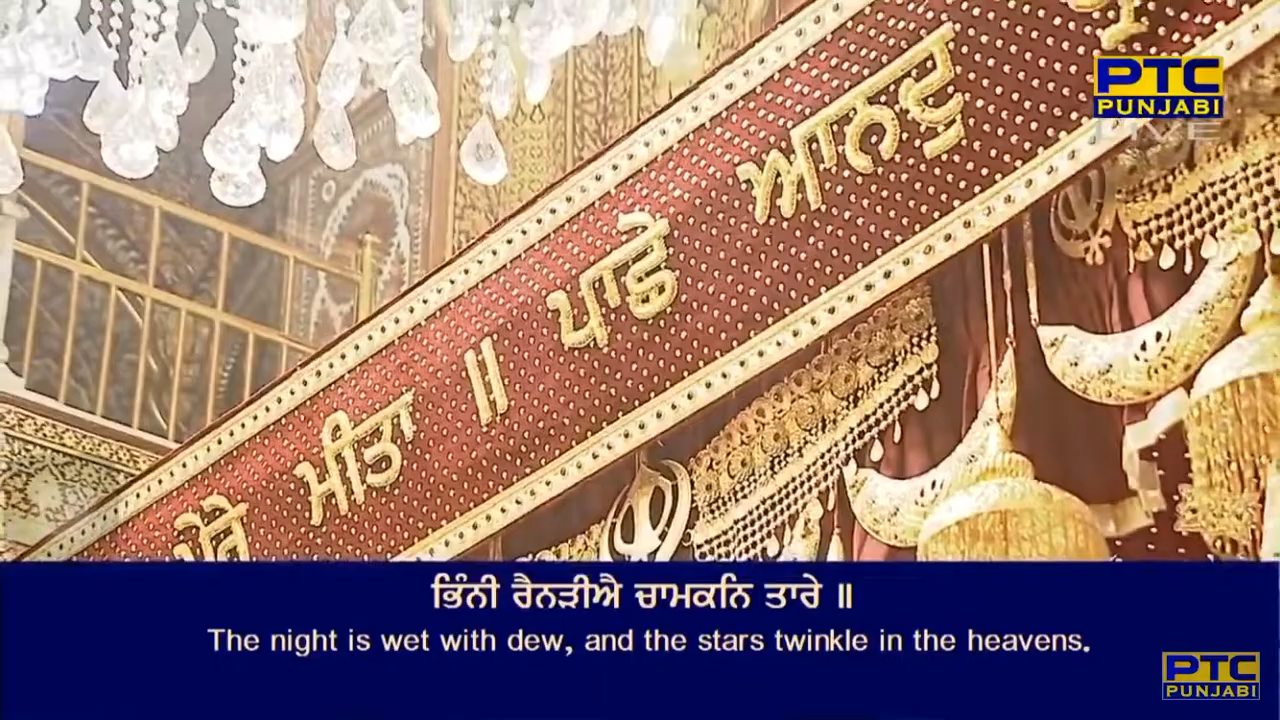 PTC
PUNJABI
LIVE
ਮੇਰੇ ਮੀਤਾ ॥ ਪਾਡੇ ਆਨਦੁ
ਭਿੰਨੀ ਰੈਨੜੀਐ ਚਾਮਕਨਿ ਤਾਰੇ ॥
The night is wet with dew, and the stars twinkle in the heavens.
PTC
PUNJABI